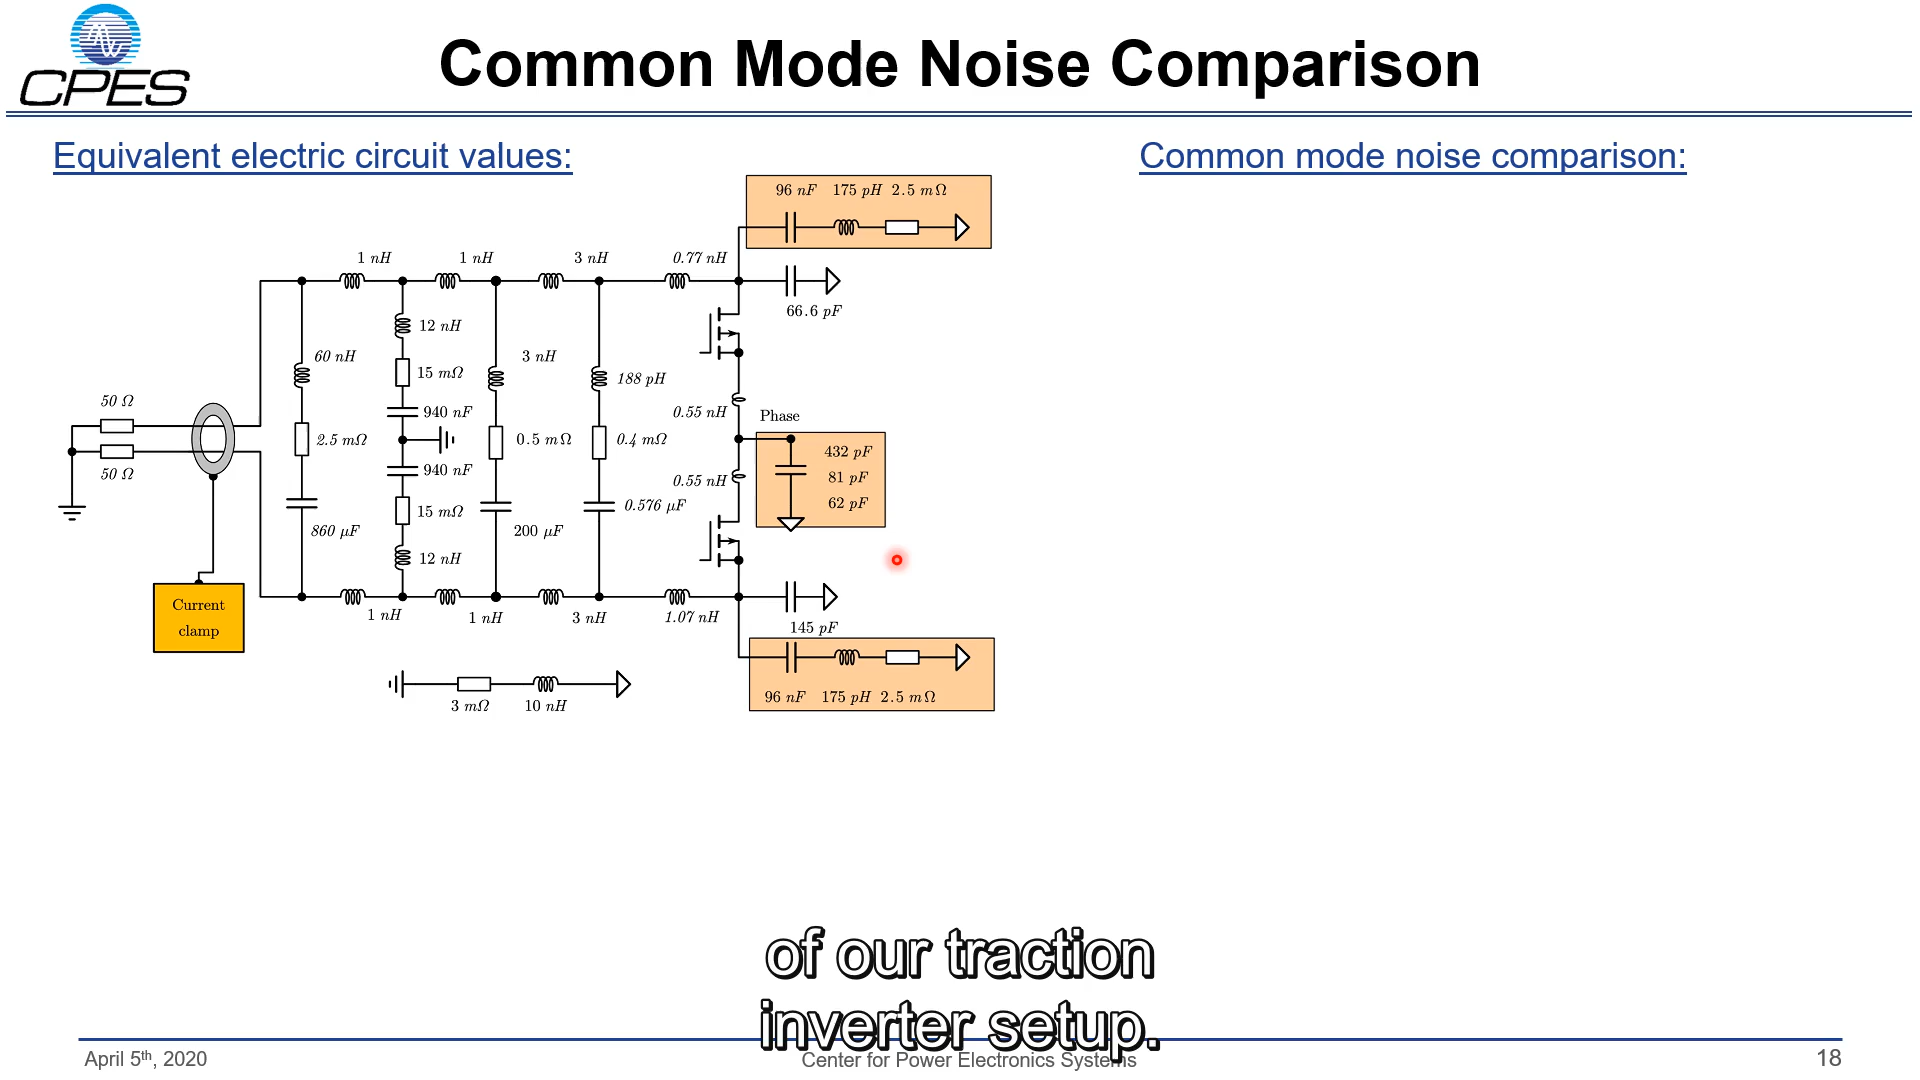 CPES
Common Mode Noise Comparison
Equivalent electric circuit values:
Common mode noise comparison:
96 nF 175 pH 2.5 mΩ
1 nH 1 nH 3 nH 0.77 nH
66.6 pF
12 nH
60 nH
3 nH
15 mΩ
188 pH
50 Ω
940 nF
0.55 nH
Phase
2.5 mΩ
0.5 mΩ
0.4 mΩ
432 pF
81 pF
62 pF
50 Ω
940 nF
0.55 nH
15 mΩ
0.576 μF
860 μF
200 μF
12 nH
Current
clamp
1 nH 1 nH 3 nH 1.07 nH
145 pF
96 nF 175 pH 2.5 mΩ
3 mΩ 10 nH
of our traction
inverter setup.
April 5th, 2020
Center for Power Electronics Systems
18